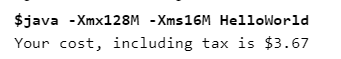 $java -Xmx128M -Xms16M HelloWorld
Your cost, including tax is $3.67